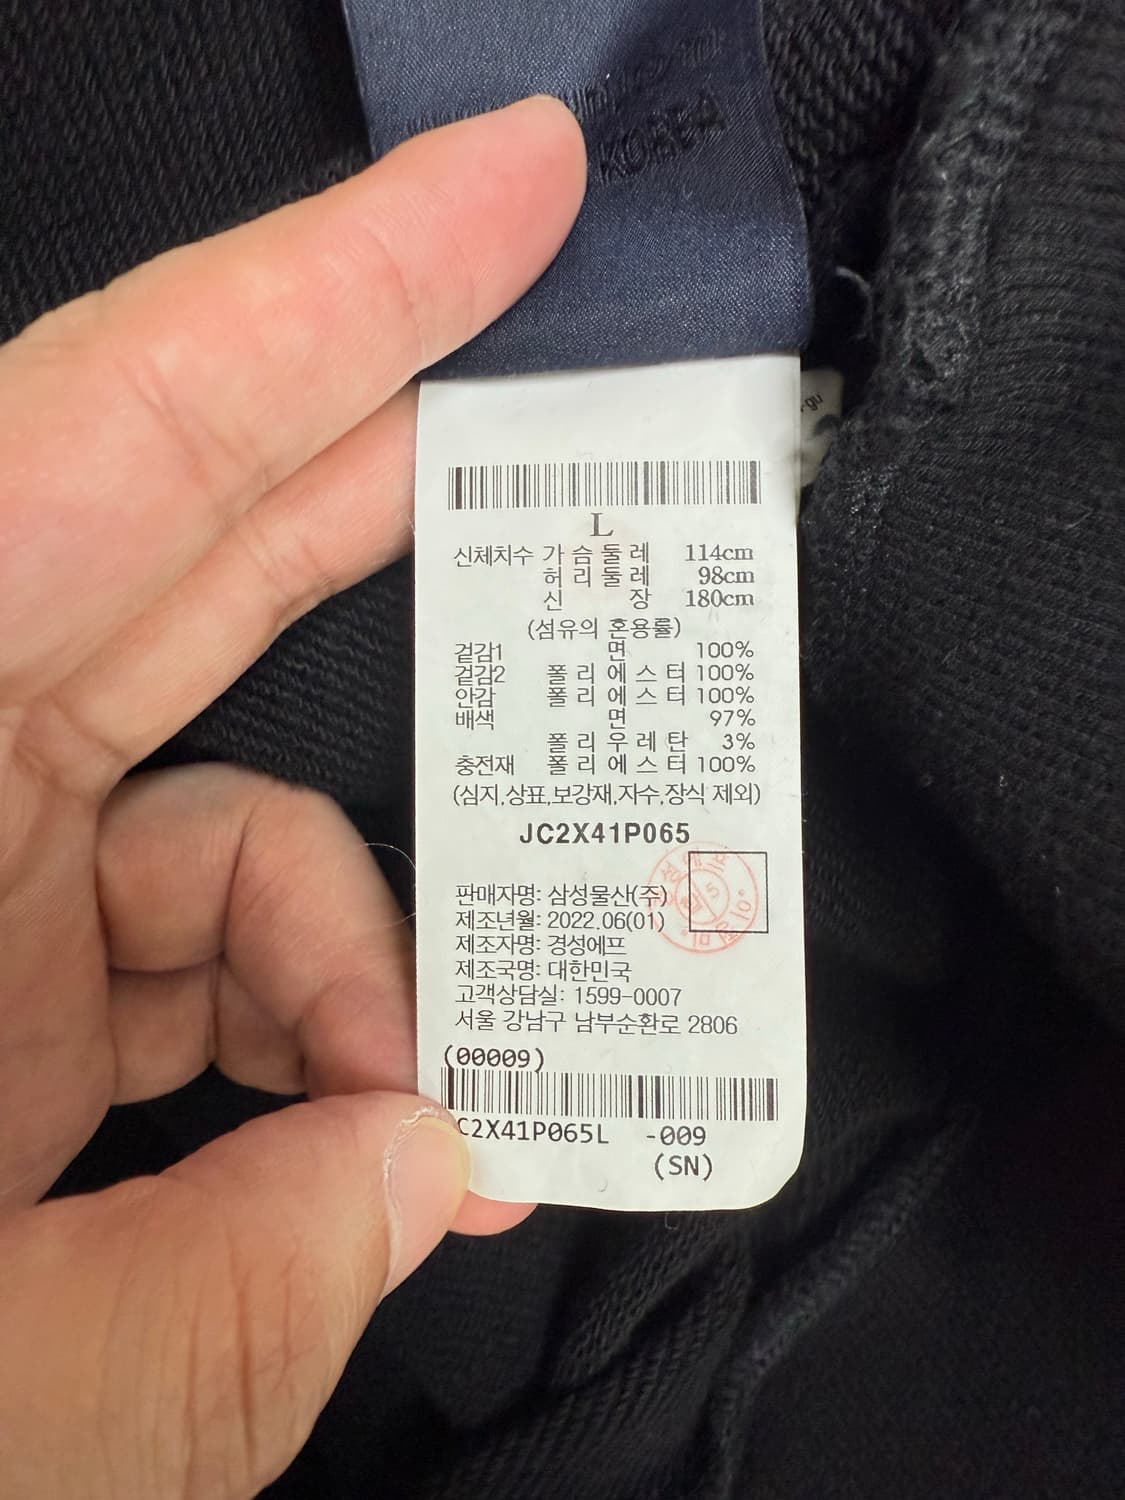 KOREA
L
신체치수 가슴둘레 114cm
허리둘레 98cm
신장 180cm
(섬유의 혼용률)
겉감1 면 100%
겉감2 폴리에스터 100%
안감 폴리에스터 100%
배색 면 97%
폴리우레탄 3%
충전재 폴리에스터 100%
(심지,상표,보강재,자수,장식 제외)
JC2X41P065
판매자명: 삼성물산(주)
제조년월: 2022.06(01)
제조자명: 경성에프
제조국명: 대한민국
고객상담실: 1599-0007
서울 강남구 남부순환로 2806
(00009)
C2X41P065L -009
(SN)